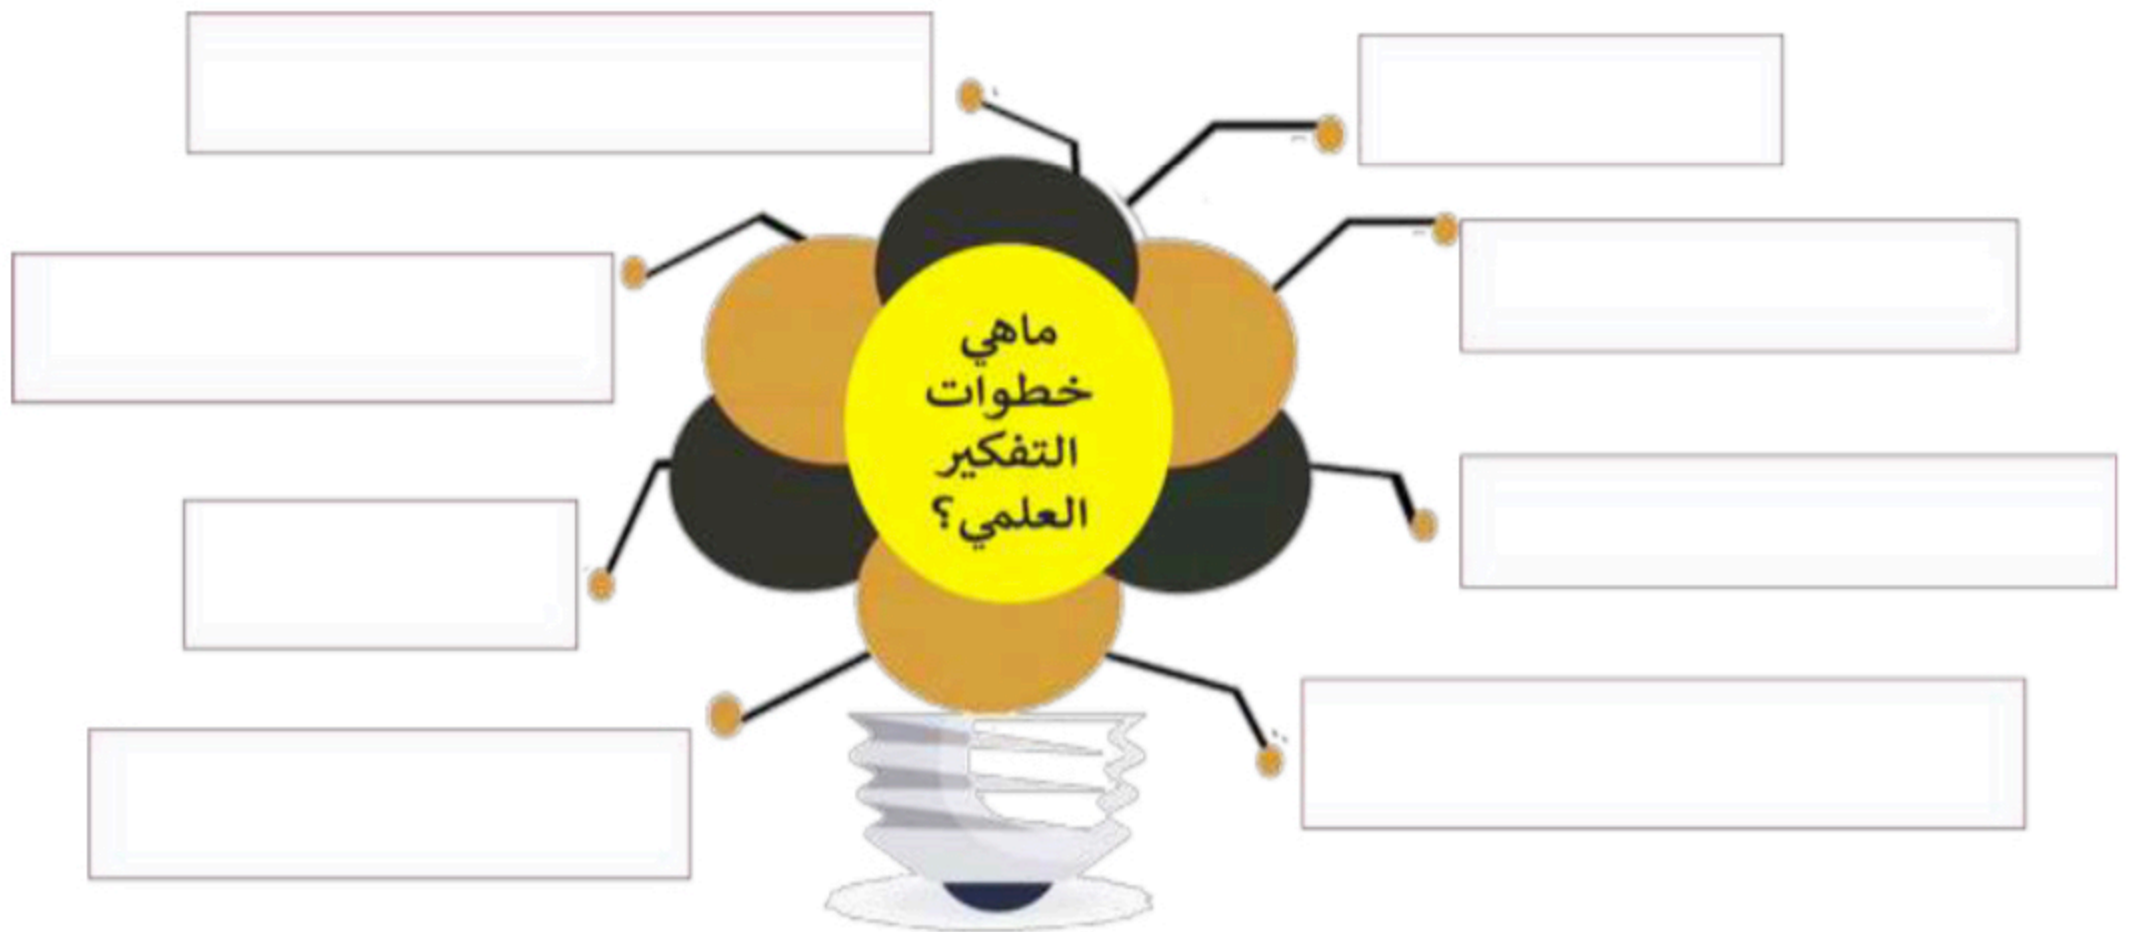 ماهي
خطوات
التفكير
العلمي؟